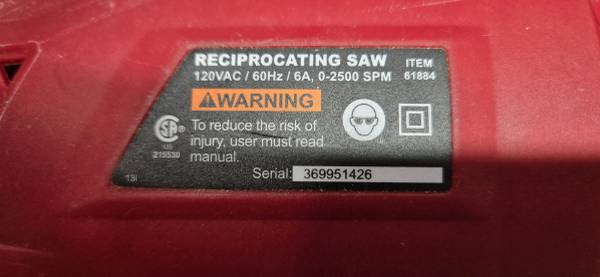 RECIPROCATING SAW
ITEM
120VAC / 60Hz / 6A, 0-2500 SPM
61884
WARNING
To reduce the risk of
injury, user must read
manual.
US
215530
Serial: 369951426